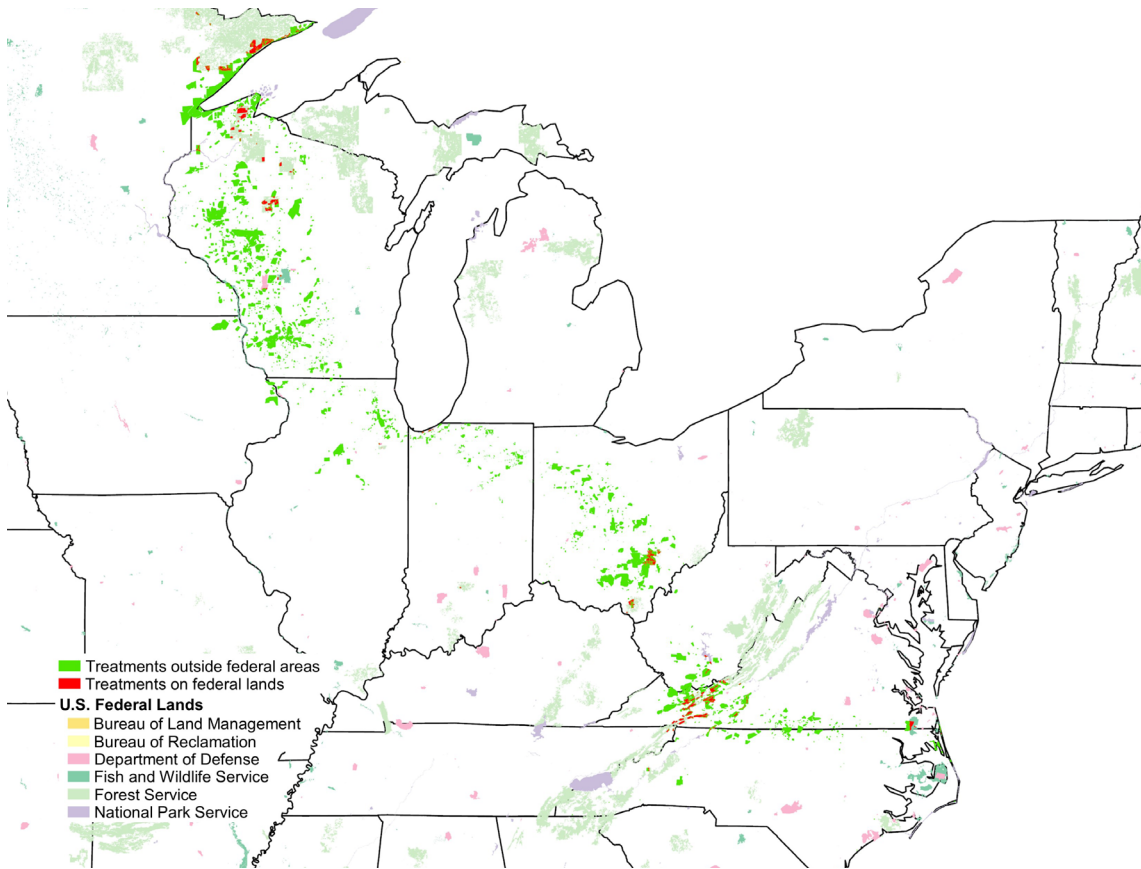 Treatments outside federal areas
Treatments on federal lands
U.S. Federal Lands
Bureau of Land Management
Bureau of Reclamation
Department of Defense
Fish and Wildlife Service
Forest Service
National Park Service